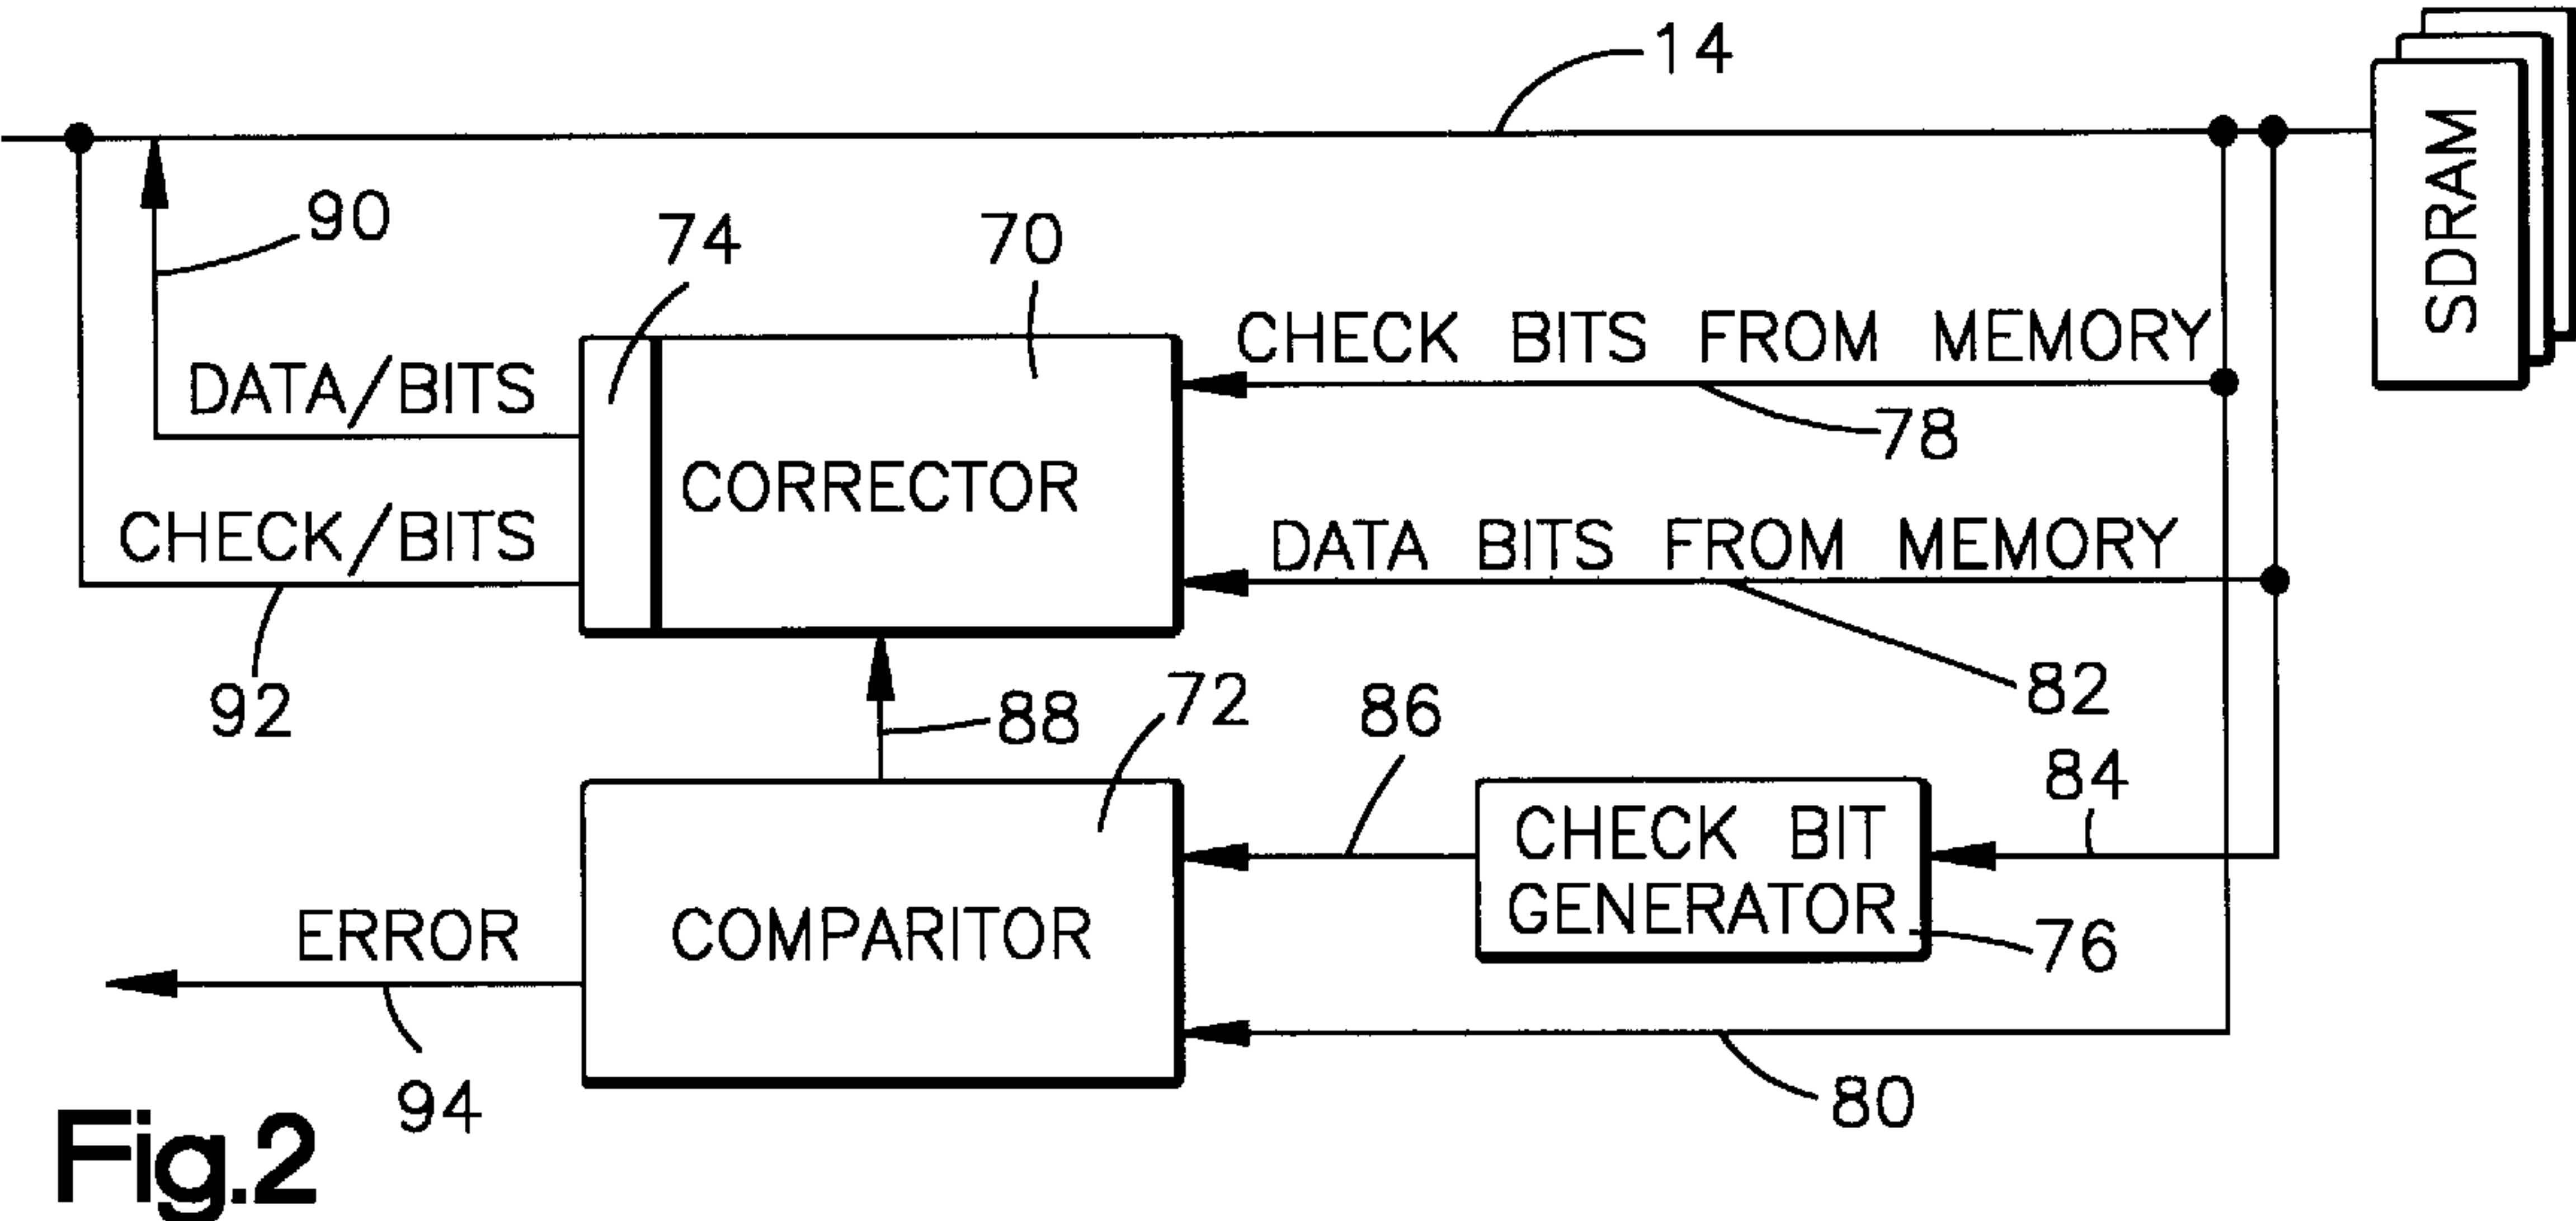 14
SDRAM
90
74
70
CHECK BITS FROM MEMORY
78
DATA/BITS
CORRECTOR
CHECK/BITS
DATA BITS FROM MEMORY
82
92
88
72
86
84
CHECK BIT
GENERATOR
76
COMPARITOR
ERROR
94
80
Fig.2